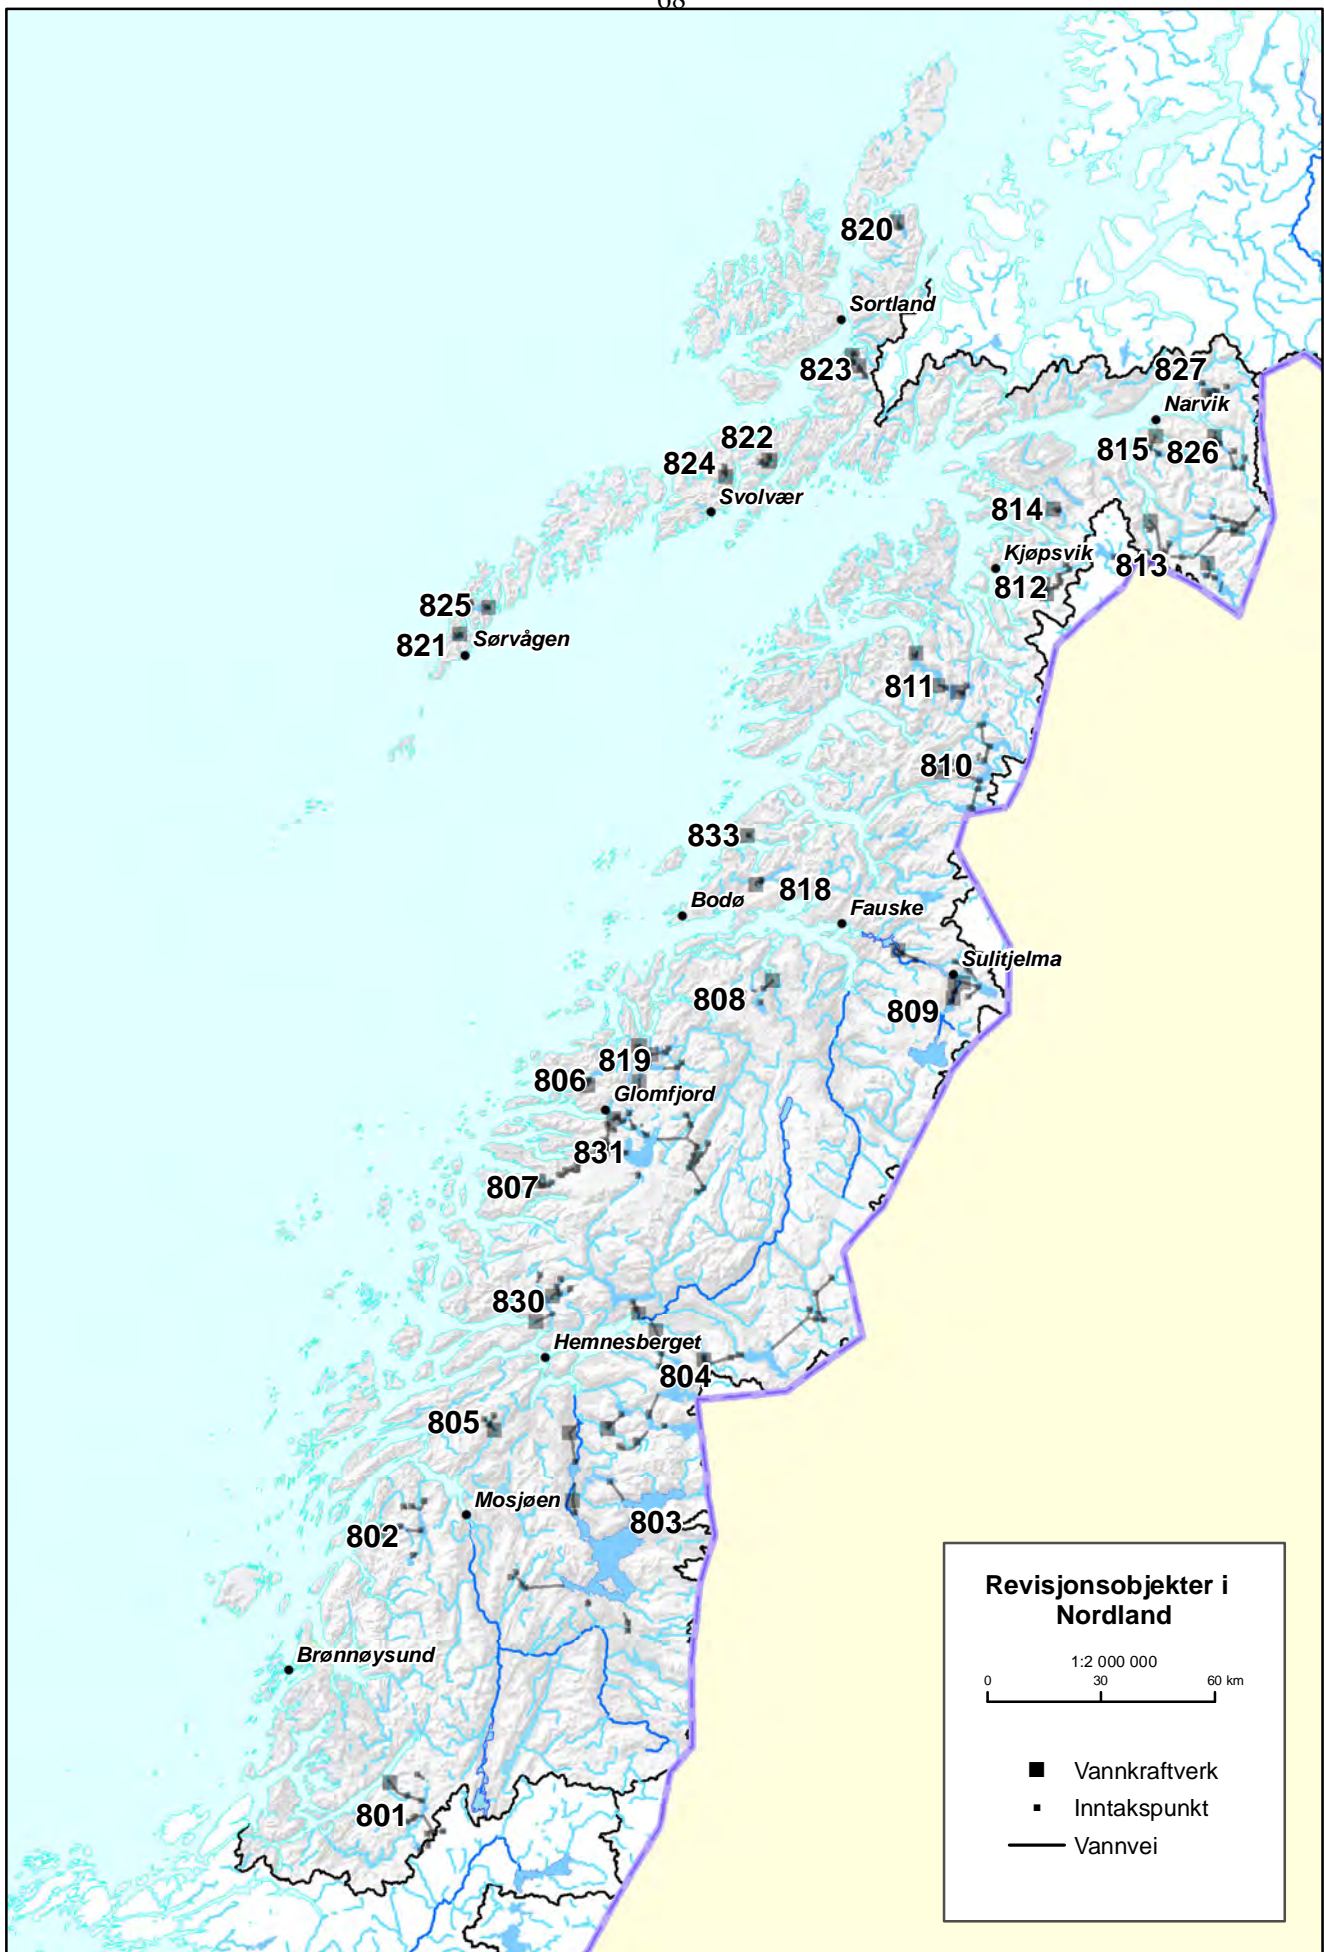 68
820
Sortland
823
827
Narvik
822
815
826
824
Svolvær
814
Kjøpsvik
813
812
825
821
Sørvågen
811
810
833
818
Bodø
Fauske
Sulitjelma
808
809
819
806
Glomfjord
831
807
830
Hemnesberget
804
805
Mosjøen
803
802
Brønnøysund
801
Revisjonsobjekter i
Nordland
1:2 000 000
0 30 60 km
Vannkraftverk
Inntakspunkt
Vannvei